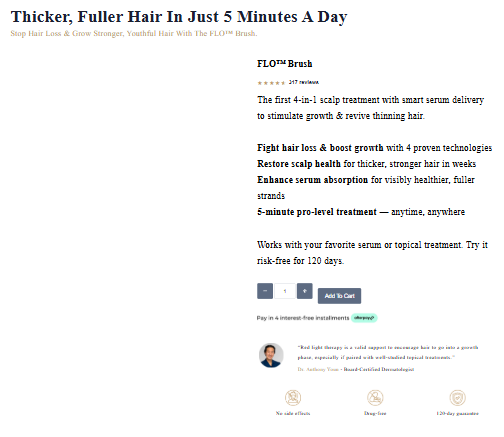 Thicker, Fuller Hair In Just 5 Minutes A Day
Stop Hair Loss & Grow Stronger, Youthful Hair With The FLO™ Brush.
FLO™ Brush
★★★★★ 317 reviews
The first 4-in-1 scalp treatment with smart serum delivery
to stimulate growth & revive thinning hair.
Fight hair loss & boost growth with 4 proven technologies
Restore scalp health for thicker, stronger hair in weeks
Enhance serum absorption for visibly healthier, fuller
strands
5-minute pro-level treatment — anytime, anywhere
Works with your favorite serum or topical treatment. Try it
risk-free for 120 days.
− 1 + Add To Cart
Pay in 4 interest-free installments afterpay
"Red light therapy is a valid support to encourage hair to go into a growth
phase, especially if paired with well-studied topical treatments."
Dr. Anthony Youn - Board-Certified Dermatologist
No side effects Drug-free 120-day guarantee